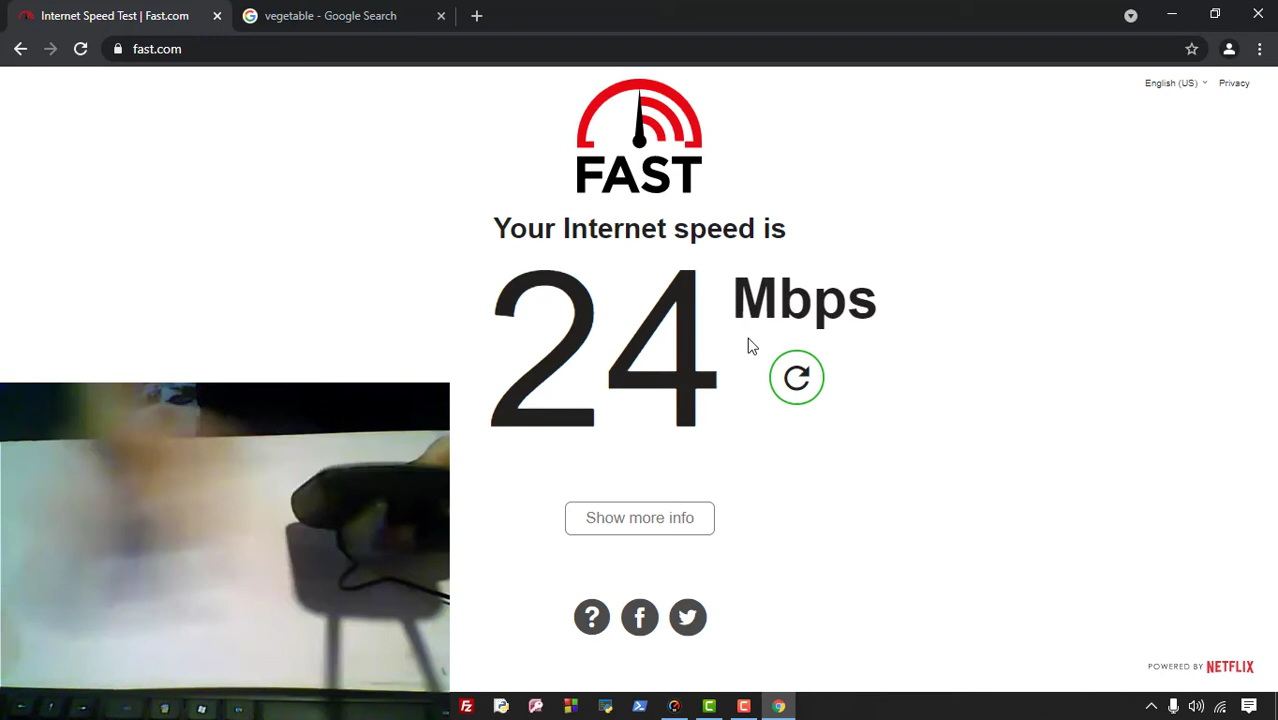 Internet Speed Test | Fast.com
vegetable - Google Search
fast.com
English (US)
Privacy
FAST
Your Internet speed is
24 Mbps
Show more info
?
POWERED BY NETFLIX